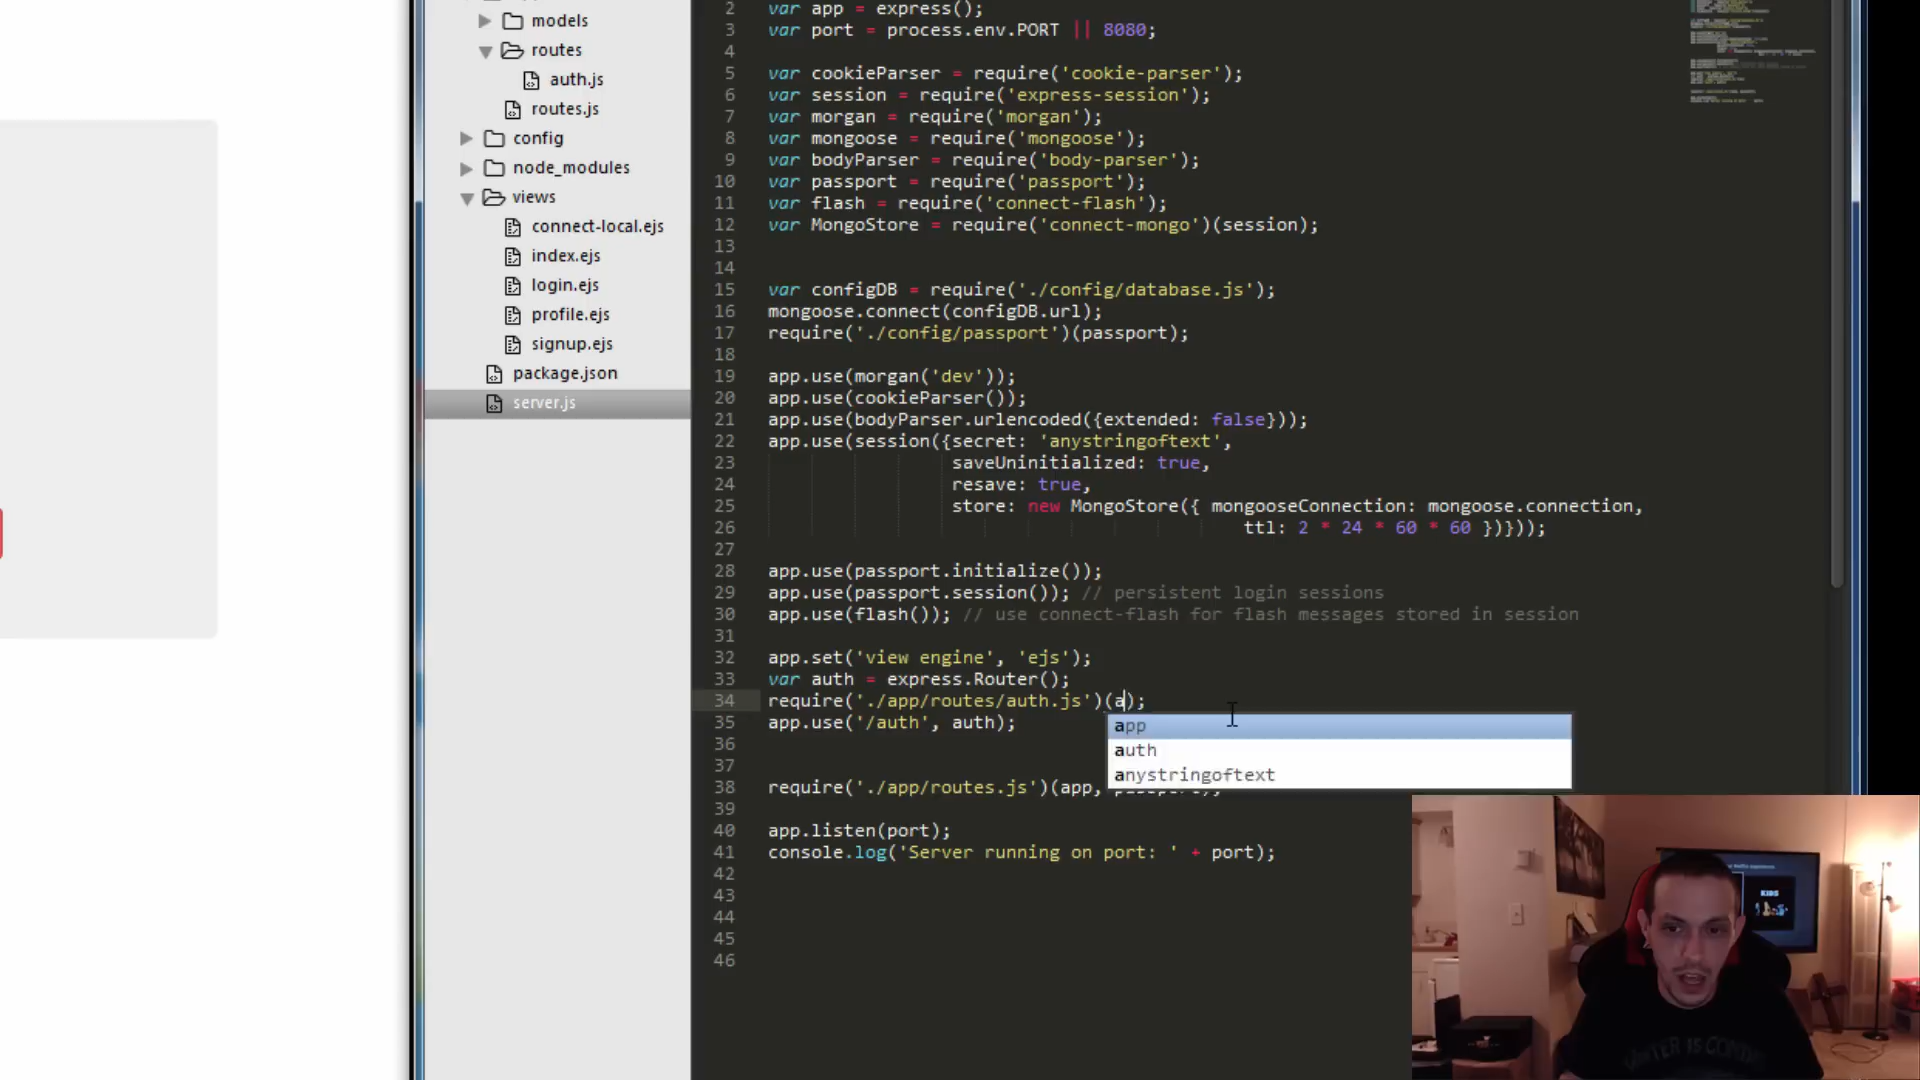 models
routes
auth.js
routes.js
config
node_modules
views
connect-local.ejs
index.ejs
login.ejs
profile.ejs
signup.ejs
package.json
server.js
2 var app = express();
3 var port = process.env.PORT || 8080;
4
5 var cookieParser = require('cookie-parser');
6 var session = require('express-session');
7 var morgan = require('morgan');
8 var mongoose = require('mongoose');
9 var bodyParser = require('body-parser');
10 var passport = require('passport');
11 var flash = require('connect-flash');
12 var MongoStore = require('connect-mongo')(session);
13
14
15 var configDB = require('./config/database.js');
16 mongoose.connect(configDB.url);
17 require('./config/passport')(passport);
18
19 app.use(morgan('dev'));
20 app.use(cookieParser());
21 app.use(bodyParser.urlencoded({extended: false}));
22 app.use(session({secret: 'anystringoftext',
23 saveUninitialized: true,
24 resave: true,
25 store: new MongoStore({ mongooseConnection: mongoose.connection,
26 ttl: 2 * 24 * 60 * 60 })}));
27
28 app.use(passport.initialize());
29 app.use(passport.session()); // persistent login sessions
30 app.use(flash()); // use connect-flash for flash messages stored in session
31
32 app.set('view engine', 'ejs');
33 var auth = express.Router();
34 require('./app/routes/auth.js')(a);
35 app.use('/auth', auth);
36
37
38 require('./app/routes.js')(app,
39
40 app.listen(port);
41 console.log('Server running on port: ' + port);
42
43
44
45
46
app
auth
anystringoftext
KIDS